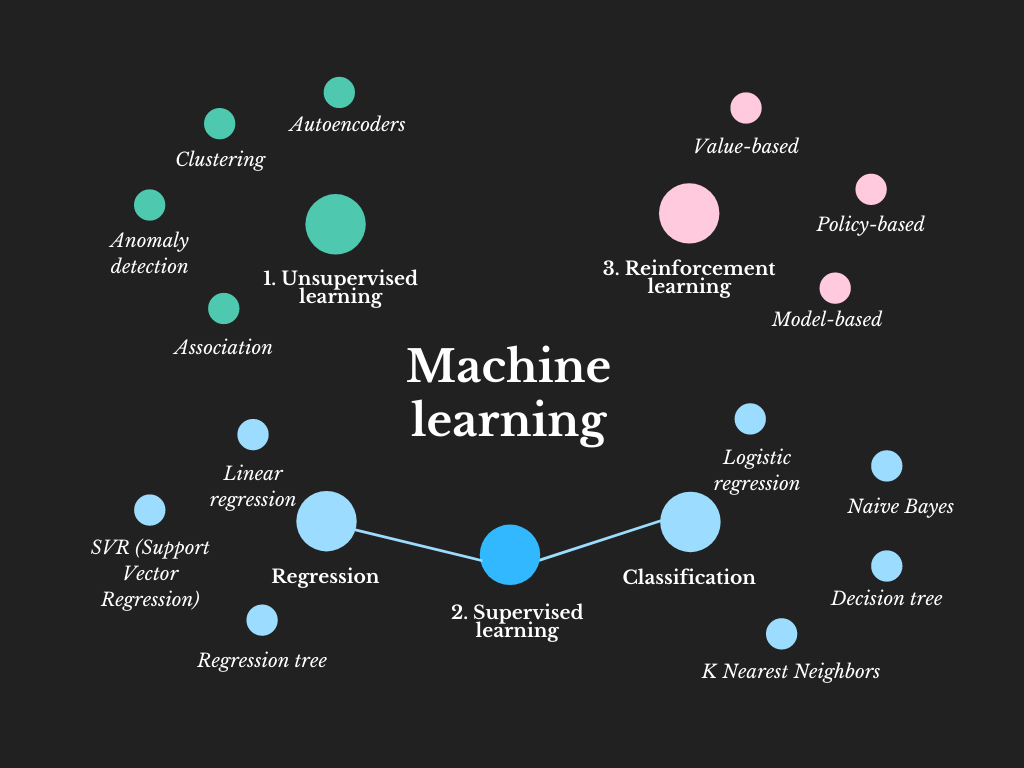 Autoencoders
Clustering
Anomaly
detection
1. Unsupervised
learning
Association
Value-based
Policy-based
3. Reinforcement
learning
Model-based
Machine
learning
Linear
regression
SVR (Support
Vector
Regression)
Regression
Regression tree
2. Supervised
learning
Logistic
regression
Naive Bayes
Classification
Decision tree
K Nearest Neighbors